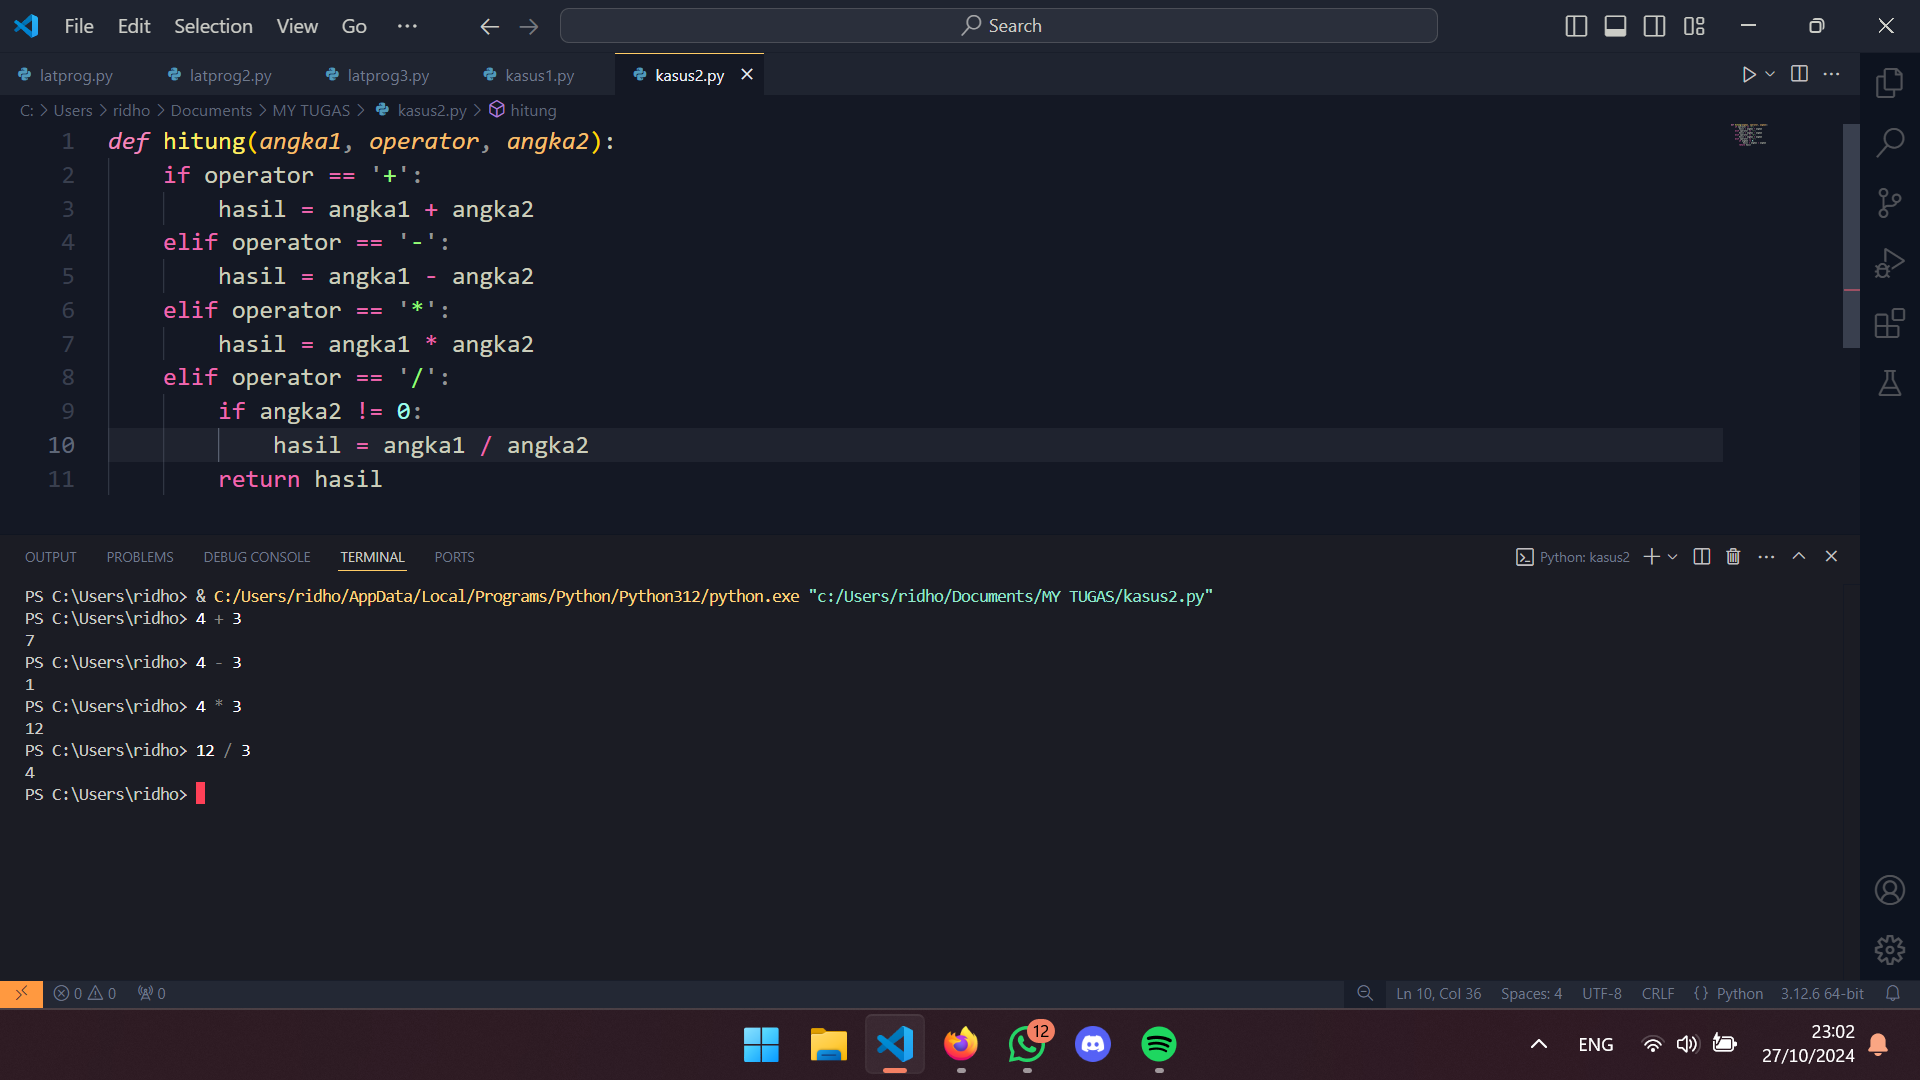 File Edit Selection View Go ···
Search
latprog.py latprog2.py latprog3.py kasus1.py kasus2.py
C: > Users > ridho > Documents > MY TUGAS > kasus2.py > hitung
1 def hitung(angka1, operator, angka2):
2 if operator == '+':
3 hasil = angka1 + angka2
4 elif operator == '-':
5 hasil = angka1 - angka2
6 elif operator == '*':
7 hasil = angka1 * angka2
8 elif operator == '/':
9 if angka2 != 0:
10 hasil = angka1 / angka2
11 return hasil
OUTPUT PROBLEMS DEBUG CONSOLE TERMINAL PORTS
Python: kasus2
PS C:\Users\ridho> & C:/Users/ridho/AppData/Local/Programs/Python/Python312/python.exe "c:/Users/ridho/Documents/MY TUGAS/kasus2.py"
PS C:\Users\ridho> 4 + 3
7
PS C:\Users\ridho> 4 - 3
1
PS C:\Users\ridho> 4 * 3
12
PS C:\Users\ridho> 12 / 3
4
PS C:\Users\ridho>
0 0 0
Ln 10, Col 36 Spaces: 4 UTF-8 CRLF {} Python 3.12.6 64-bit
12
ENG
23:02
27/10/2024